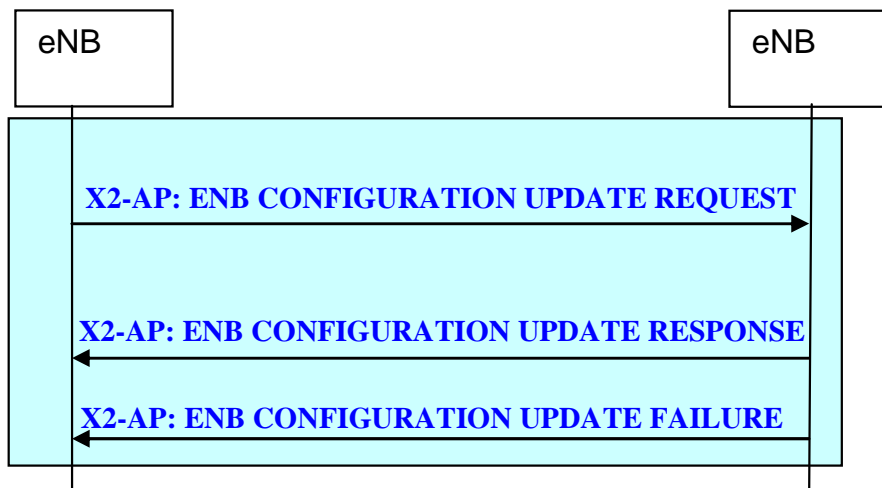 eNB
eNB
X2-AP: ENB CONFIGURATION UPDATE REQUEST
X2-AP: ENB CONFIGURATION UPDATE RESPONSE
X2-AP: ENB CONFIGURATION UPDATE FAILURE